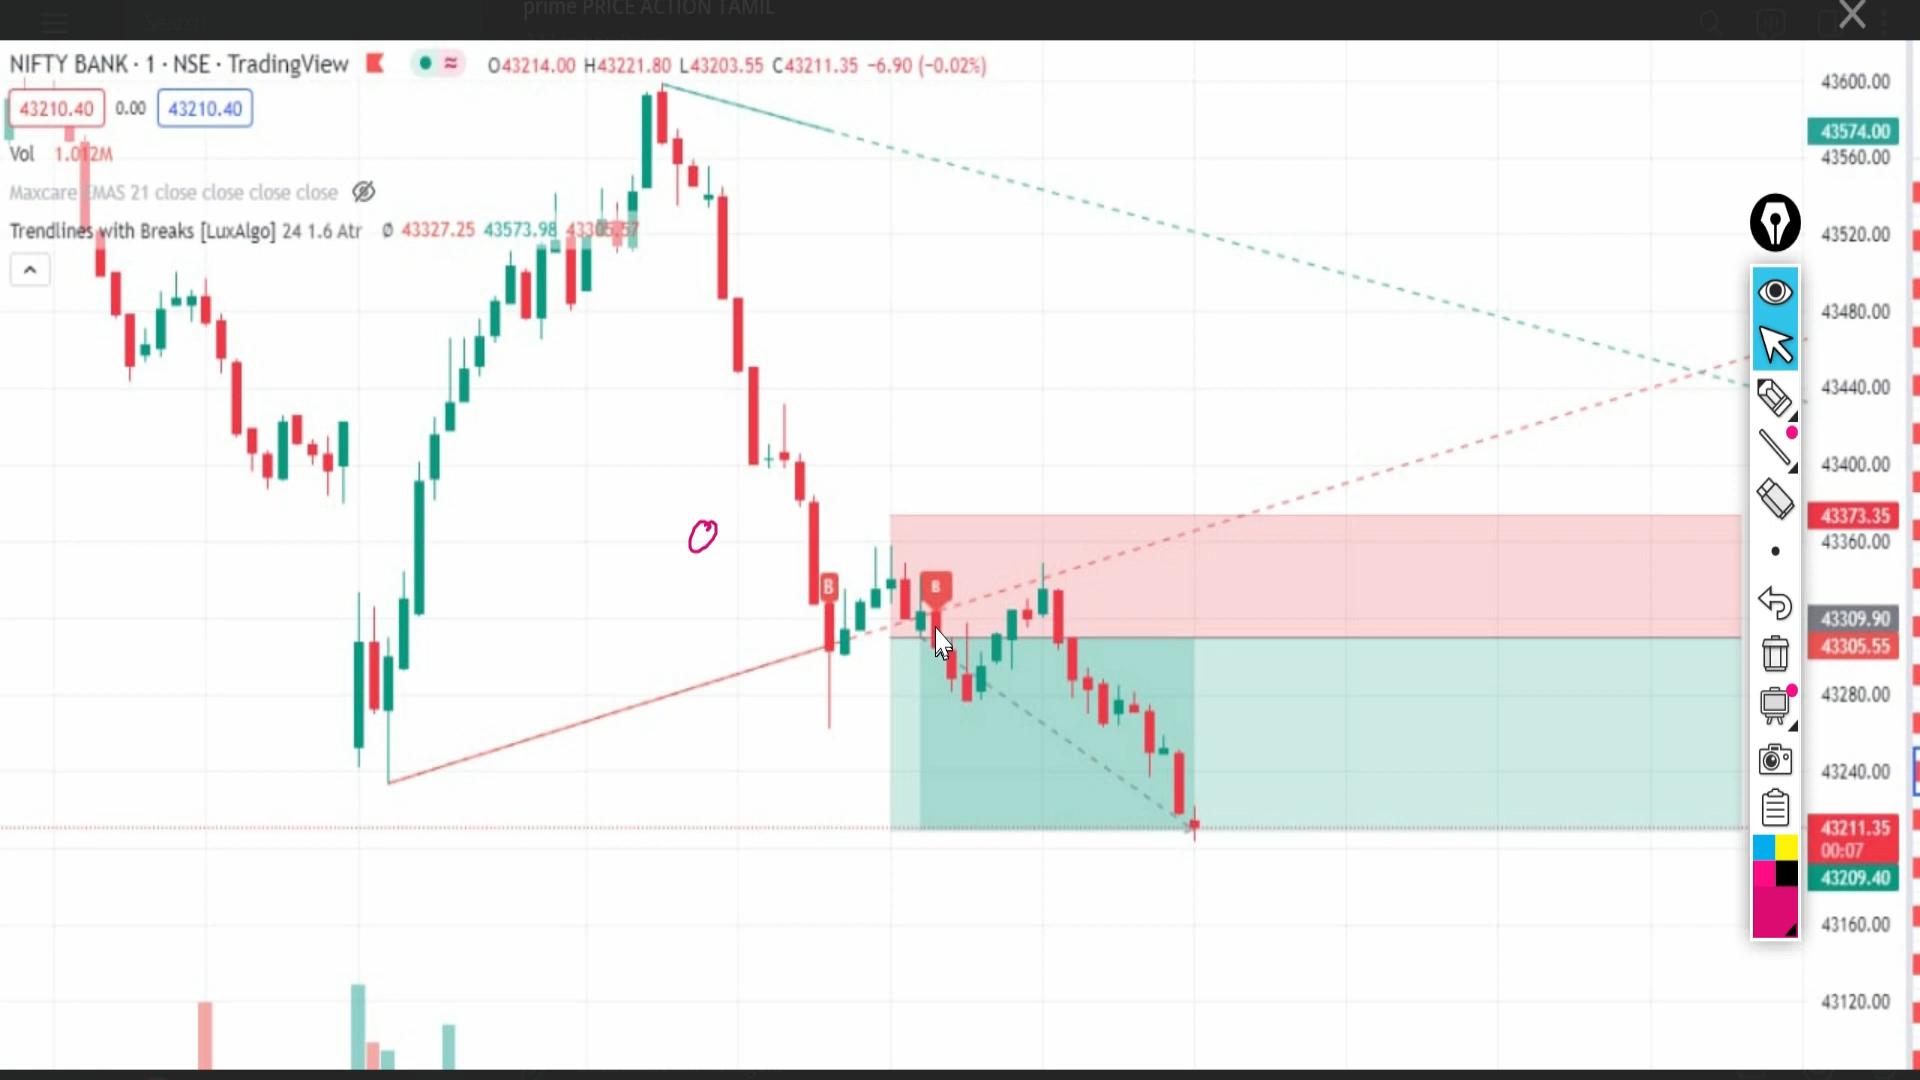 prime PRICE ACTION TAMIL
NIFTY BANK · 1 · NSE · TradingView
O43214.00 H43221.80 L43203.55 C43211.35 −6.90 (−0.02%)
43210.40 0.00 43210.40
Vol 1.012M
Maxcare EMAS 21 close close close close
Trendlines with Breaks [LuxAlgo] 24 1.6 Atr Ø 43327.25 43573.98 43305.57
B
B
43600.00
43574.00
43560.00
43520.00
43480.00
43440.00
43400.00
43373.35
43360.00
43309.90
43305.55
43280.00
43240.00
43211.35
00:07
43209.40
43160.00
43120.00